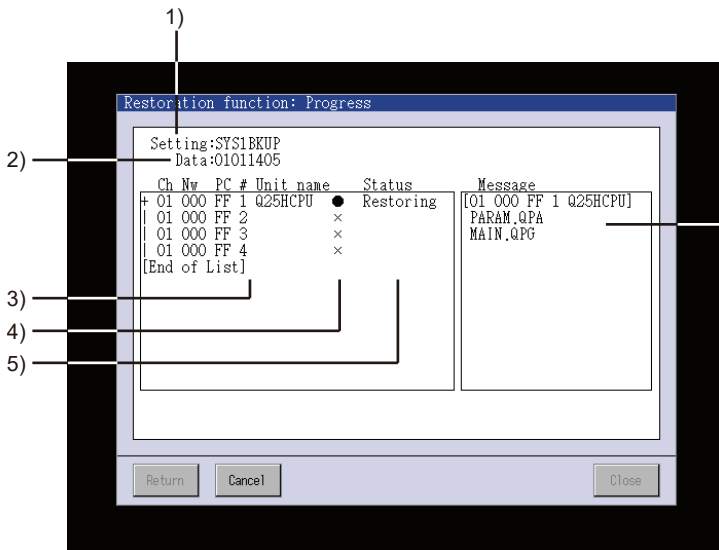 1)
Restoration function: Progress
Setting:SYS1BKUP
2)
Data:01011405
Ch Nw PC # Unit name Status Message
+ 01 000 FF 1 Q25HCPU ● Restoring [01 000 FF 1 Q25HCPU]
| 01 000 FF 2 × PARAM.QPA
| 01 000 FF 3 × MAIN.QPG
| 01 000 FF 4 ×
[End of List]
3)
4)
5)
Return Cancel Close